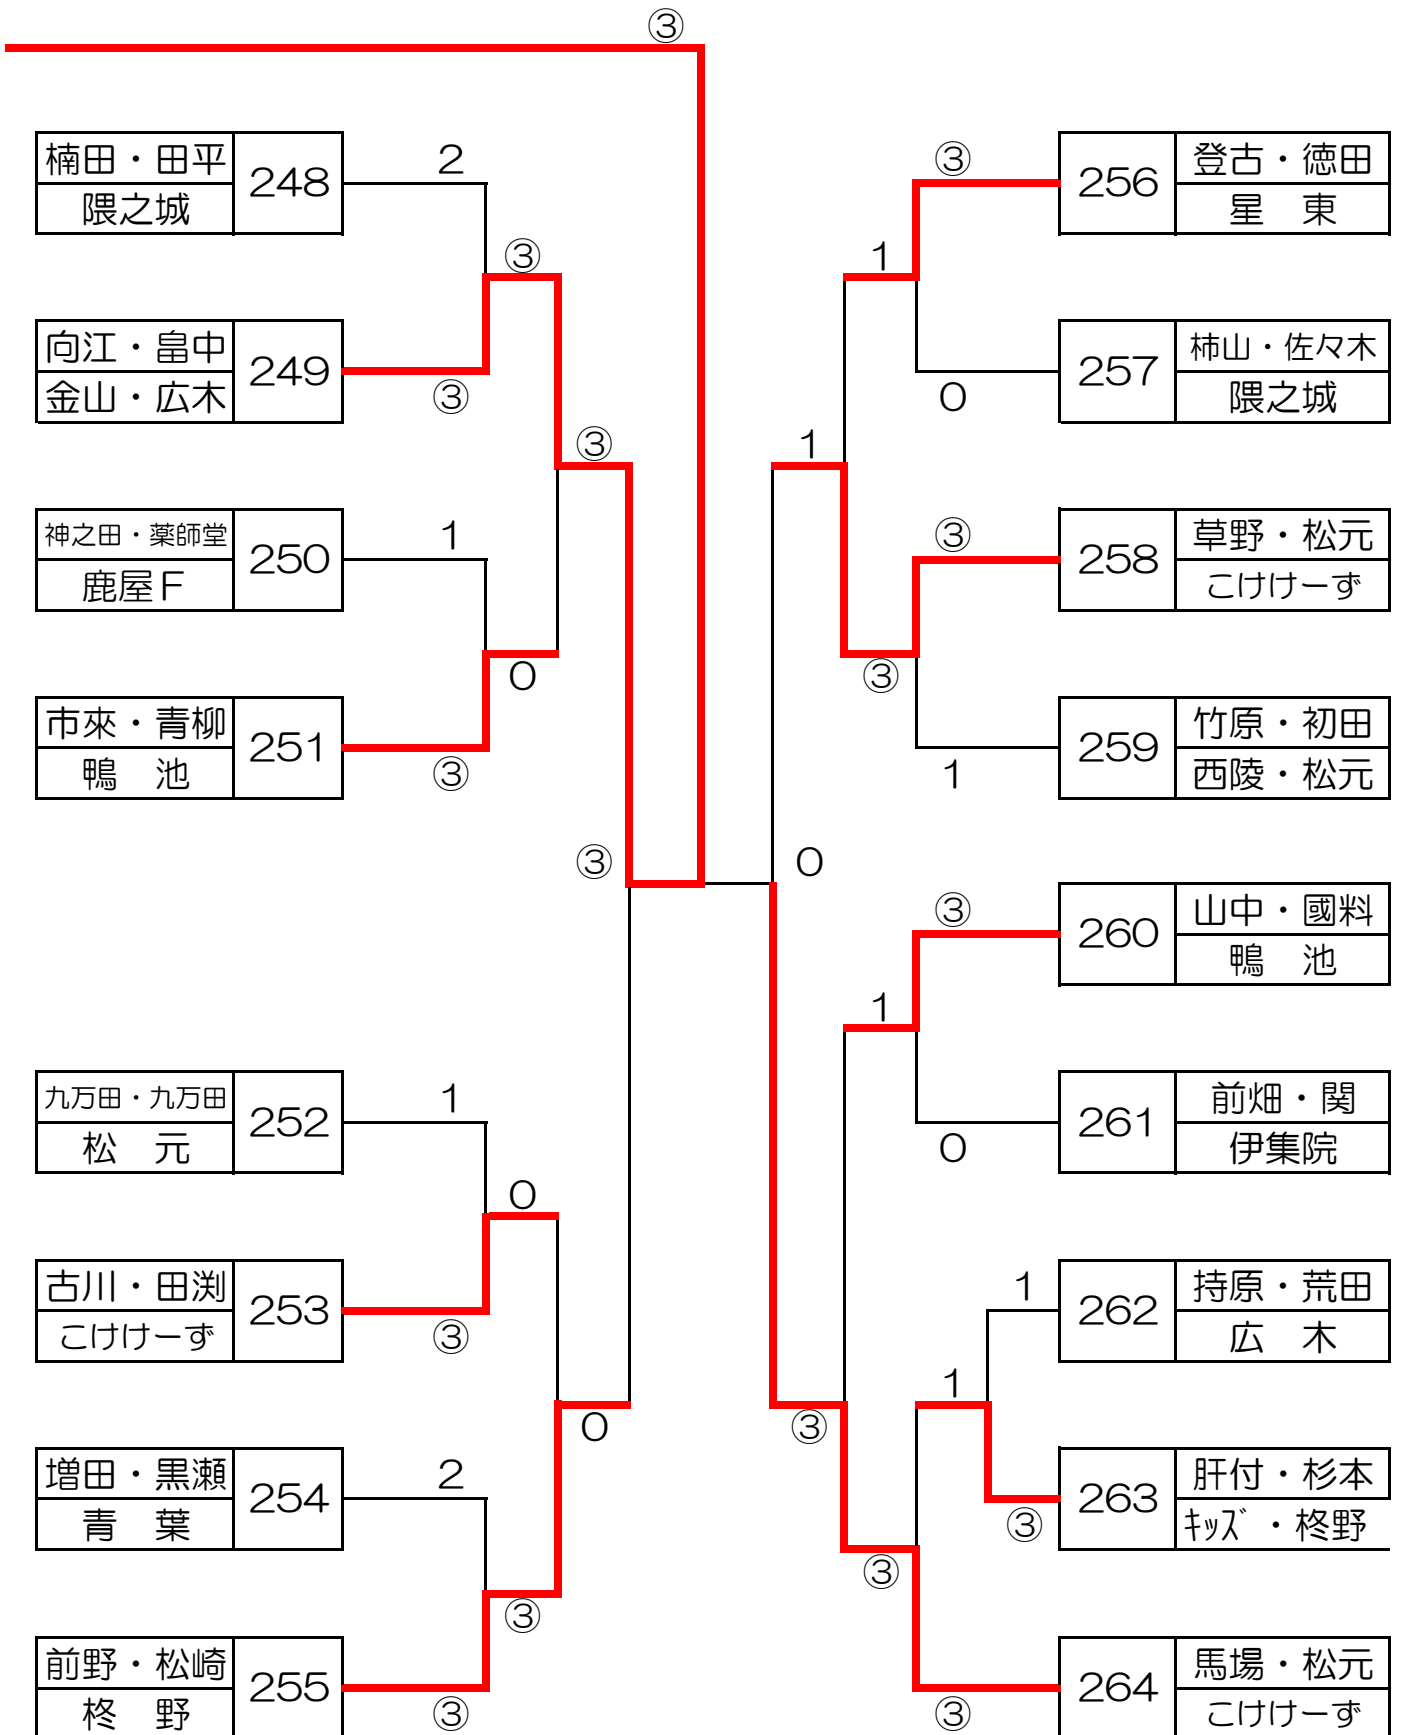 ③
楠田・田平
248
隈之城
2
③
向江・畠中
249
金山・広木
③
③
神之田・薬師堂
250
鹿屋F
1
0
市來・青柳
251
鴨　池
③
③
九万田・九万田
252
松　元
1
0
古川・田渕
253
こけけーず
③
0
増田・黒瀬
254
青　葉
2
③
前野・松崎
255
柊　野
③
③
256
登古・徳田
星　東
1
257
柿山・佐々木
隈之城
0
1
③
258
草野・松元
こけけーず
③
259
竹原・初田
西陵・松元
1
0
③
260
山中・國料
鴨　池
1
261
前畑・関
伊集院
0
1
262
持原・荒田
広　木
1
③
263
肝付・杉本
ｷｯｽﾞ・柊野
③
③
264
馬場・松元
こけけーず
③